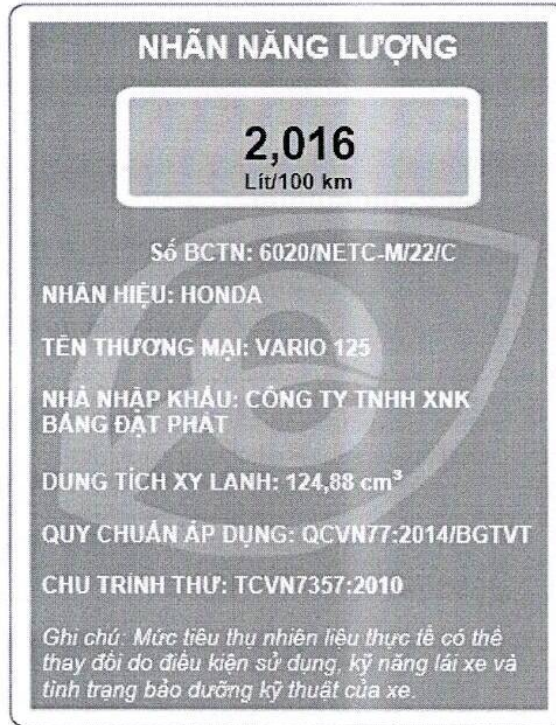 NHÃN NĂNG LƯỢNG
2,016
Lít/100 km
Số BCTN: 6020/NETC-M/22/C
NHÃN HIỆU: HONDA
TÊN THƯƠNG MẠI: VARIO 125
NHÀ NHẬP KHẨU: CÔNG TY TNHH XNK
BẰNG ĐẠT PHÁT
DUNG TÍCH XY LANH: 124,88 cm³
QUY CHUẨN ÁP DỤNG: QCVN77:2014/BGTVT
CHU TRÌNH THỬ: TCVN7357:2010
Ghi chú: Mức tiêu thụ nhiên liệu thực tế có thể
thay đổi do điều kiện sử dụng, kỹ năng lái xe và
tình trạng bảo dưỡng kỹ thuật của xe.